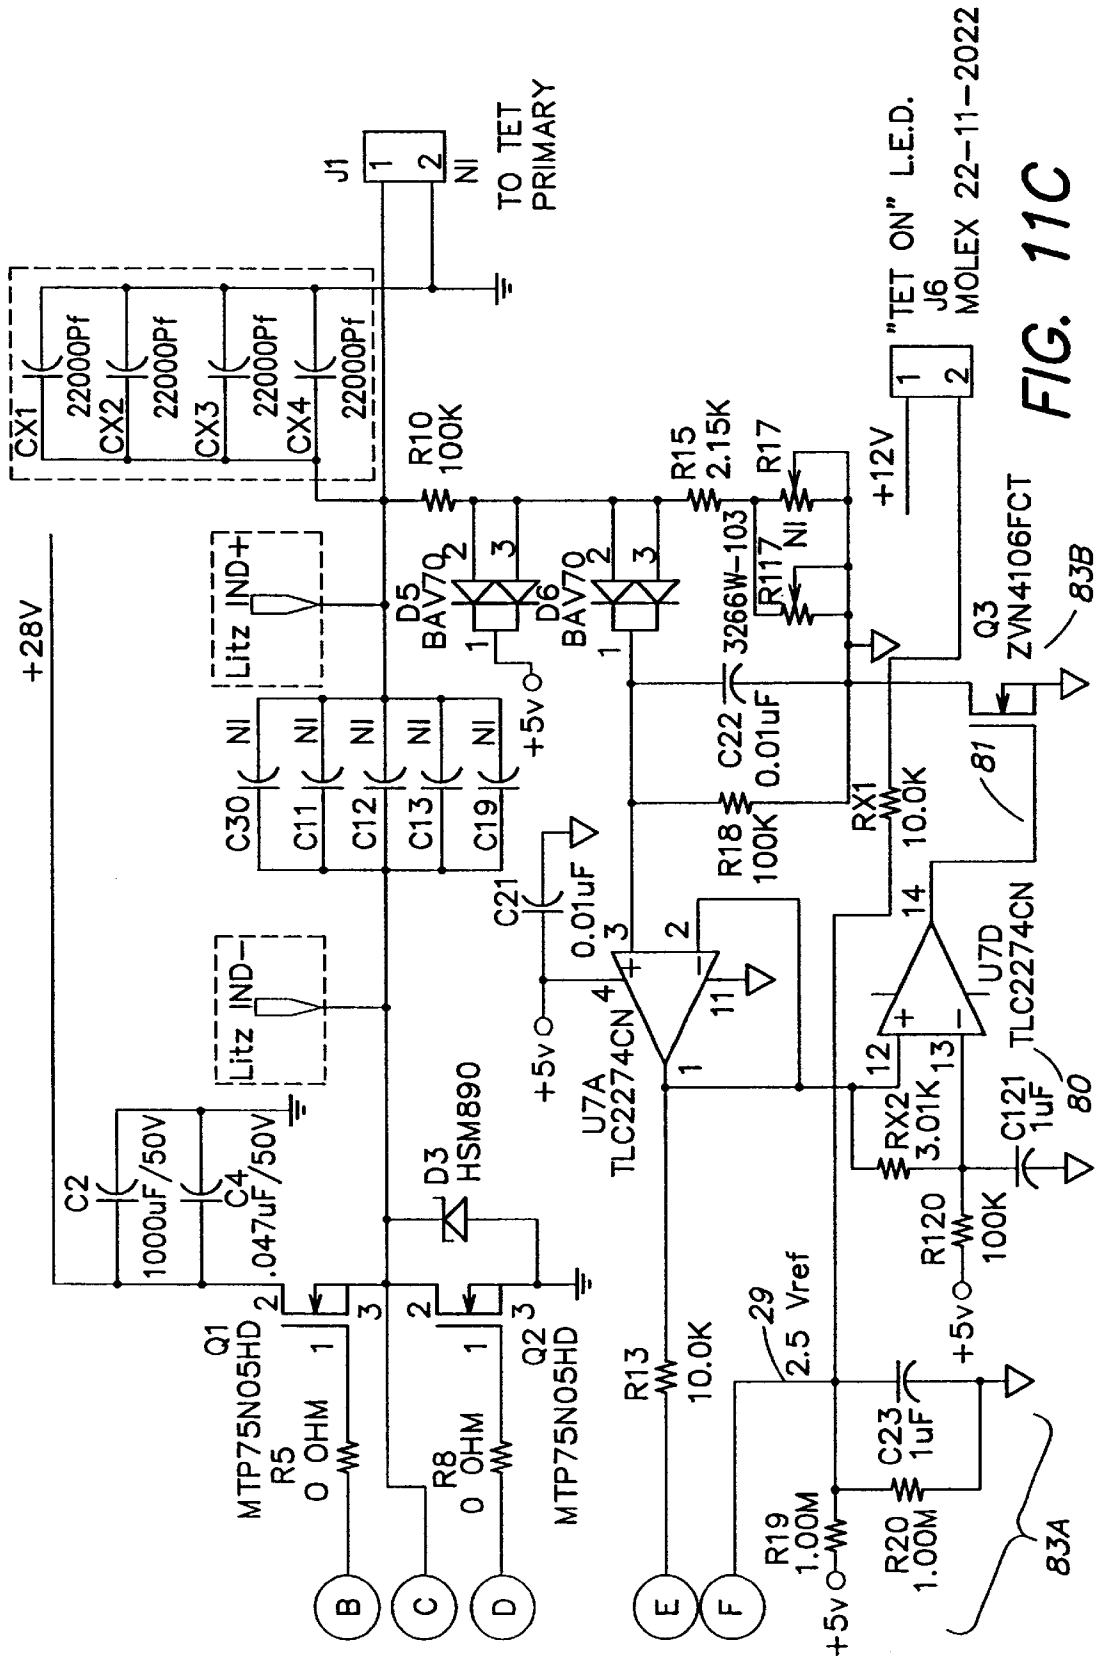 +28V
C2
1000uF/50V
C4
.047uF/50V
Q1
MTP75N05HD
2
1
3
R5
0 OHM
B
C
R8
0 OHM
D
2
1
3
Q2
MTP75N05HD
D3
HSM890
Litz IND-
Litz IND+
C30
NI
C11
NI
C12
NI
C13
NI
C19
NI
CX1
22000Pf
CX2
22000Pf
CX3
22000Pf
CX4
22000Pf
J1
1
2
NI
TO TET
PRIMARY
R10
100K
D5
BAV70
2
3
1
+5v
D6
BAV70
2
3
1
R15
2.15K
R17
NI
3266W-103
R117
C22
0.01uF
R18
100K
C21
0.01uF
+5v
U7A
TLC2274CN
4
3
+
2
-
11
1
E
R13
10.0K
F
29
2.5 Vref
R19
1.00M
+5v
R20
1.00M
C23
1uF
83A
RX2
3.01K
R120
100K
+5v
C121
1uF
80
12
+
13
-
14
U7D
TLC2274CN
RX1
10.0K
81
Q3
ZVN4106FCT
83B
+12V
1
2
"TET ON" L.E.D.
J6
MOLEX 22-11-2022
FIG. 11C